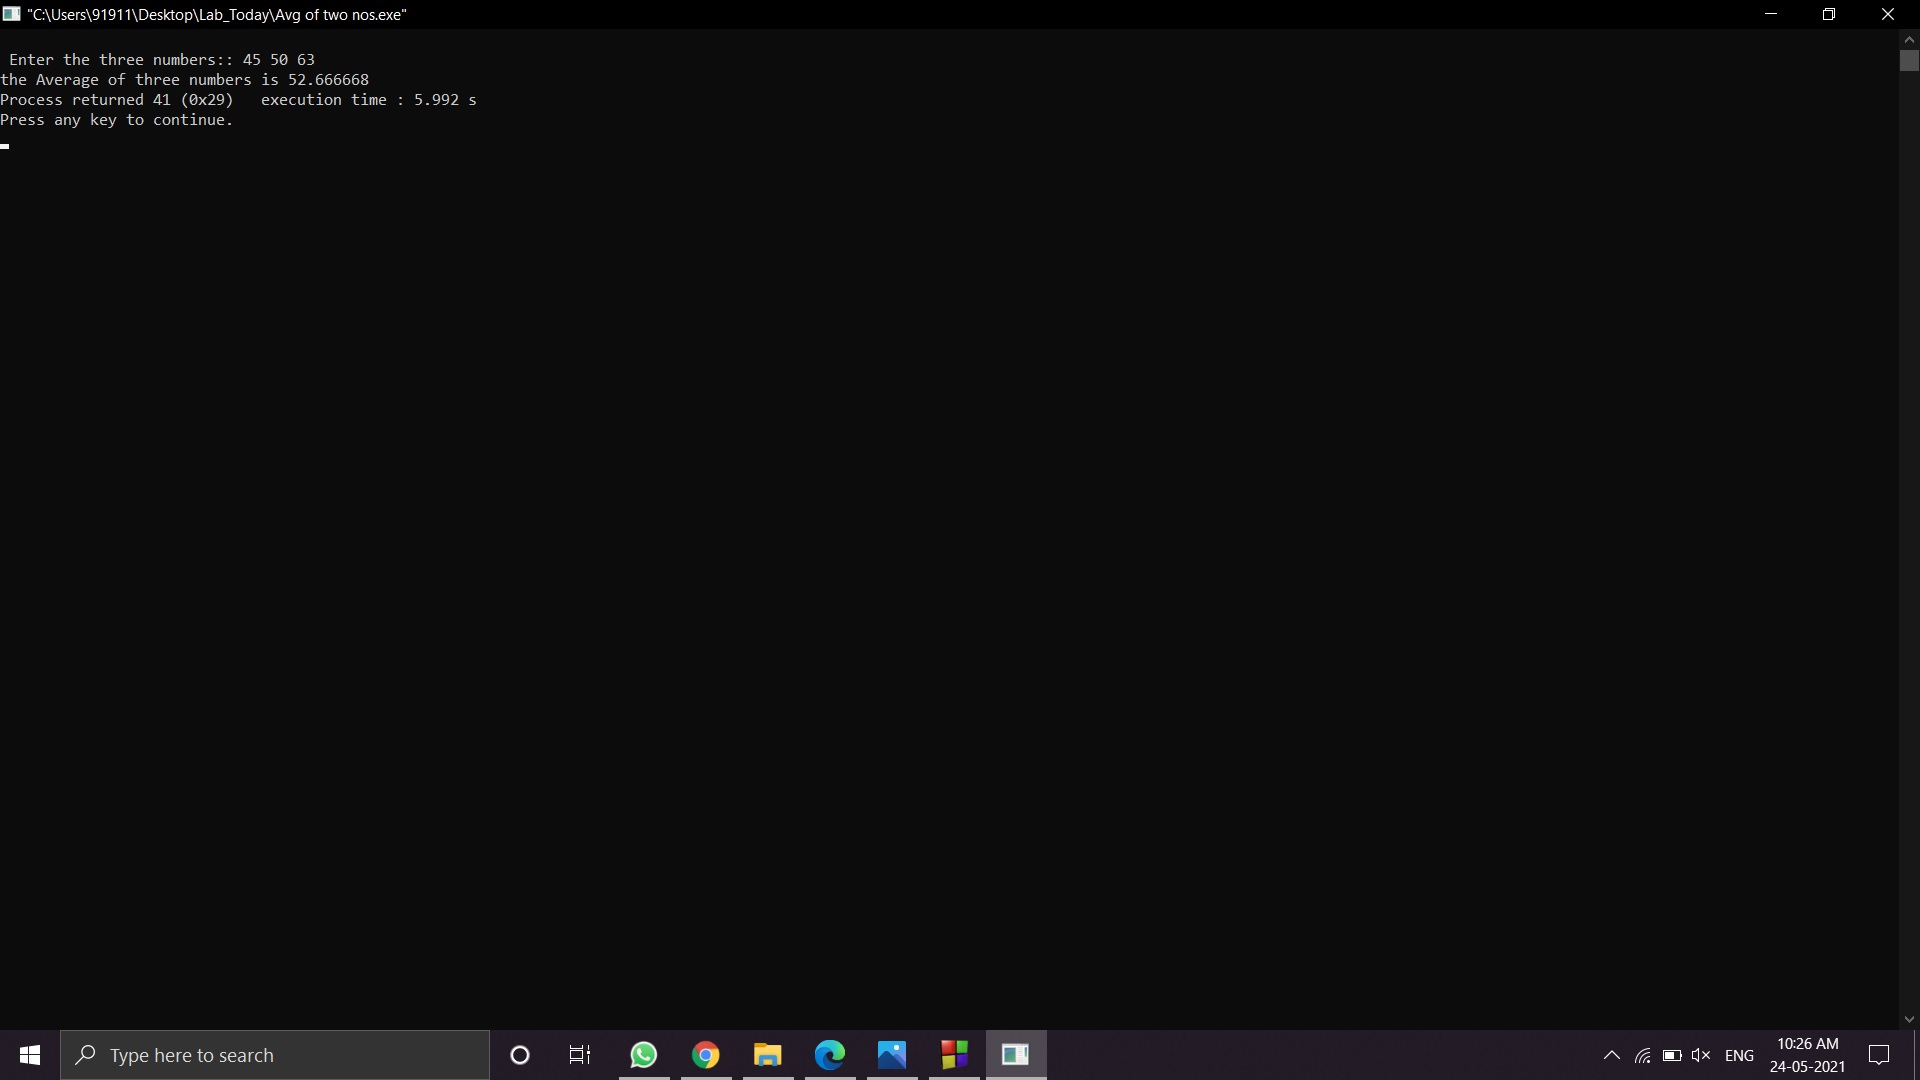 "C:\Users\91911\Desktop\Lab_Today\Avg of two nos.exe"
Enter the three numbers:: 45 50 63
the Average of three numbers is 52.666668
Process returned 41 (0x29)   execution time : 5.992 s
Press any key to continue.
Type here to search
ENG
10:26 AM
24-05-2021